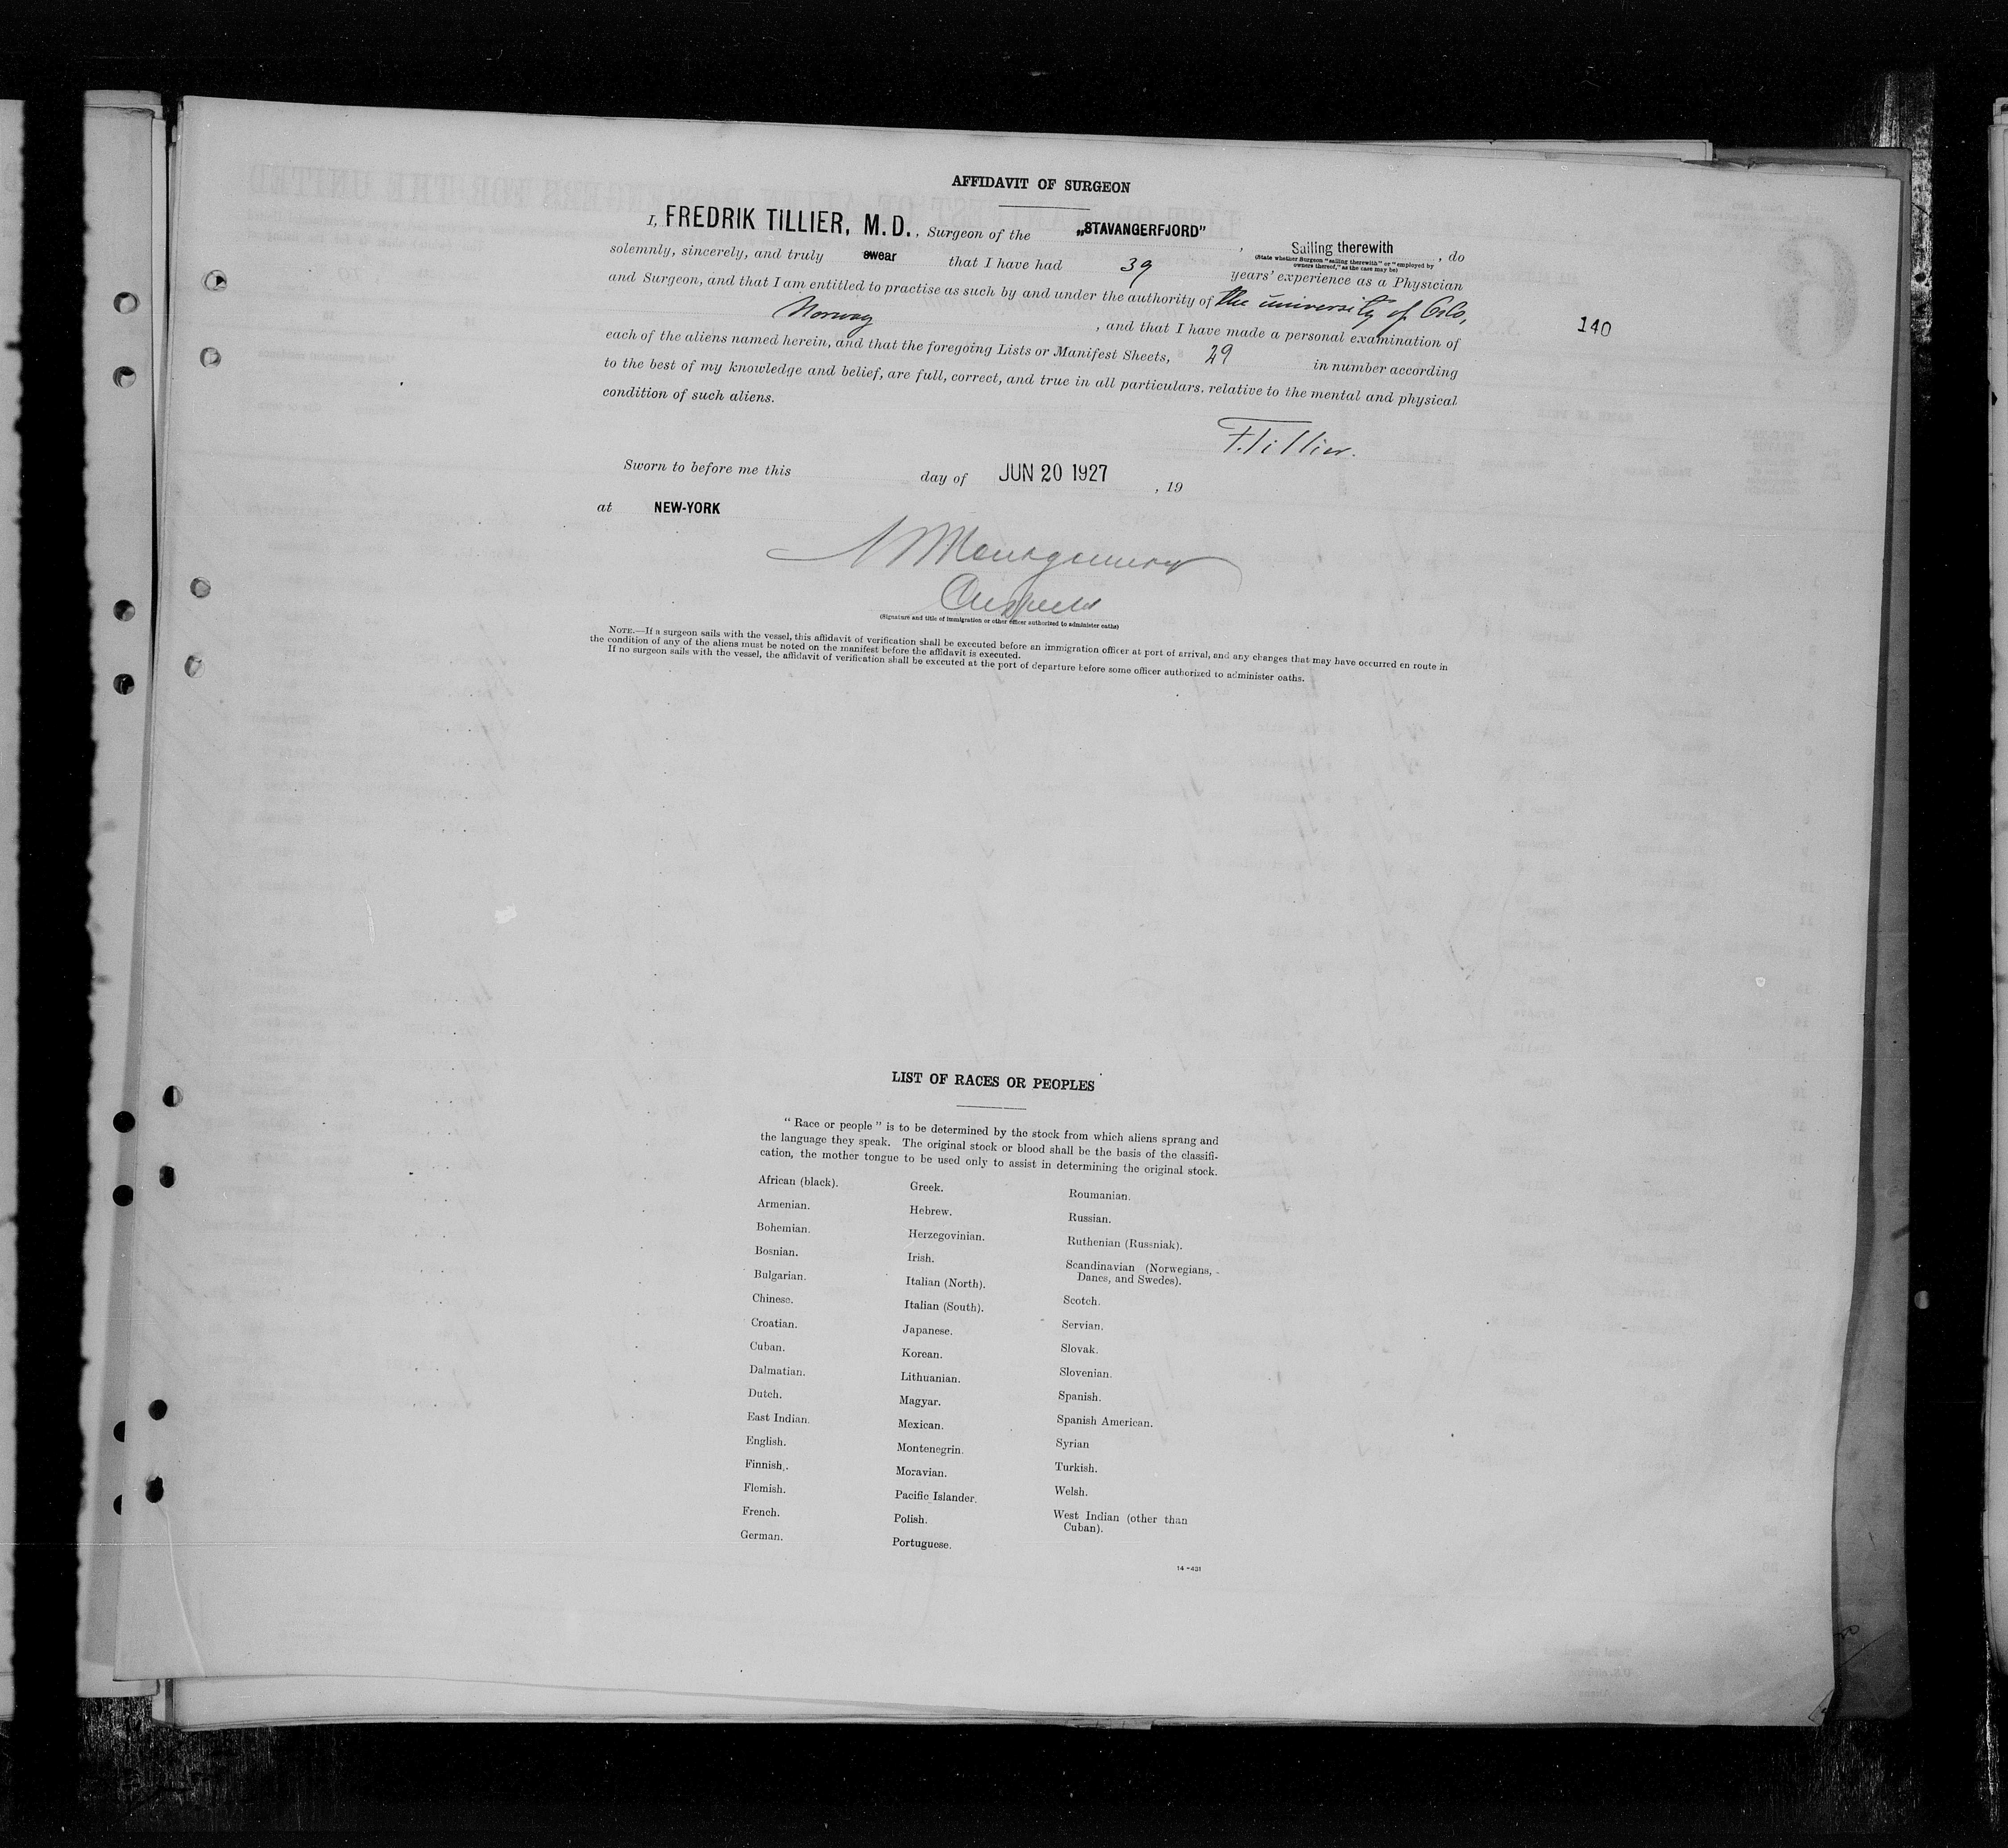 AFFIDAVIT OF SURGEON
I, FREDRIK TILLIER, M.D., Surgeon of the „STAVANGERFJORD" , Sailing therewith , do
(State whether Surgeon "sailing therewith" or "employed by
owners thereof," as the case may be)
solemnly, sincerely, and truly swear that I have had 39 years' experience as a Physician
and Surgeon, and that I am entitled to practise as such by and under the authority of the university of Oslo,
Norway , and that I have made a personal examination of
140
each of the aliens named herein, and that the foregoing Lists or Manifest Sheets, 29 in number according
to the best of my knowledge and belief, are full, correct, and true in all particulars. relative to the mental and physical
condition of such aliens.
F. Tillier.
Sworn to before me this day of JUN 20 1927 , 19
at NEW-YORK
Montgomery
(Signature and title of immigration or other officer authorized to administer oaths)
NOTE.—If a surgeon sails with the vessel, this affidavit of verification shall be executed before an immigration officer at port of arrival, and any changes that may have occurred en route in
the condition of any of the aliens must be noted on the manifest before the affidavit is executed.
If no surgeon sails with the vessel, the affidavit of verification shall be executed at the port of departure before some officer authorized to administer oaths.
LIST OF RACES OR PEOPLES
"Race or people" is to be determined by the stock from which aliens sprang and
the language they speak. The original stock or blood shall be the basis of the classifi-
cation, the mother tongue to be used only to assist in determining the original stock.
African (black).
Armenian.
Bohemian.
Bosnian.
Bulgarian.
Chinese.
Croatian.
Cuban.
Dalmatian.
Dutch.
East Indian.
English.
Finnish.
Flemish.
French.
German.
Greek.
Hebrew.
Herzegovinian.
Irish.
Italian (North).
Italian (South).
Japanese.
Korean.
Lithuanian.
Magyar.
Mexican.
Montenegrin.
Moravian.
Pacific Islander.
Polish.
Portuguese.
Roumanian.
Russian.
Ruthenian (Russniak).
Scandinavian (Norwegians,
Danes, and Swedes).
Scotch.
Servian.
Slovak.
Slovenian.
Spanish.
Spanish American.
Syrian
Turkish.
Welsh.
West Indian (other than
Cuban).
14-431